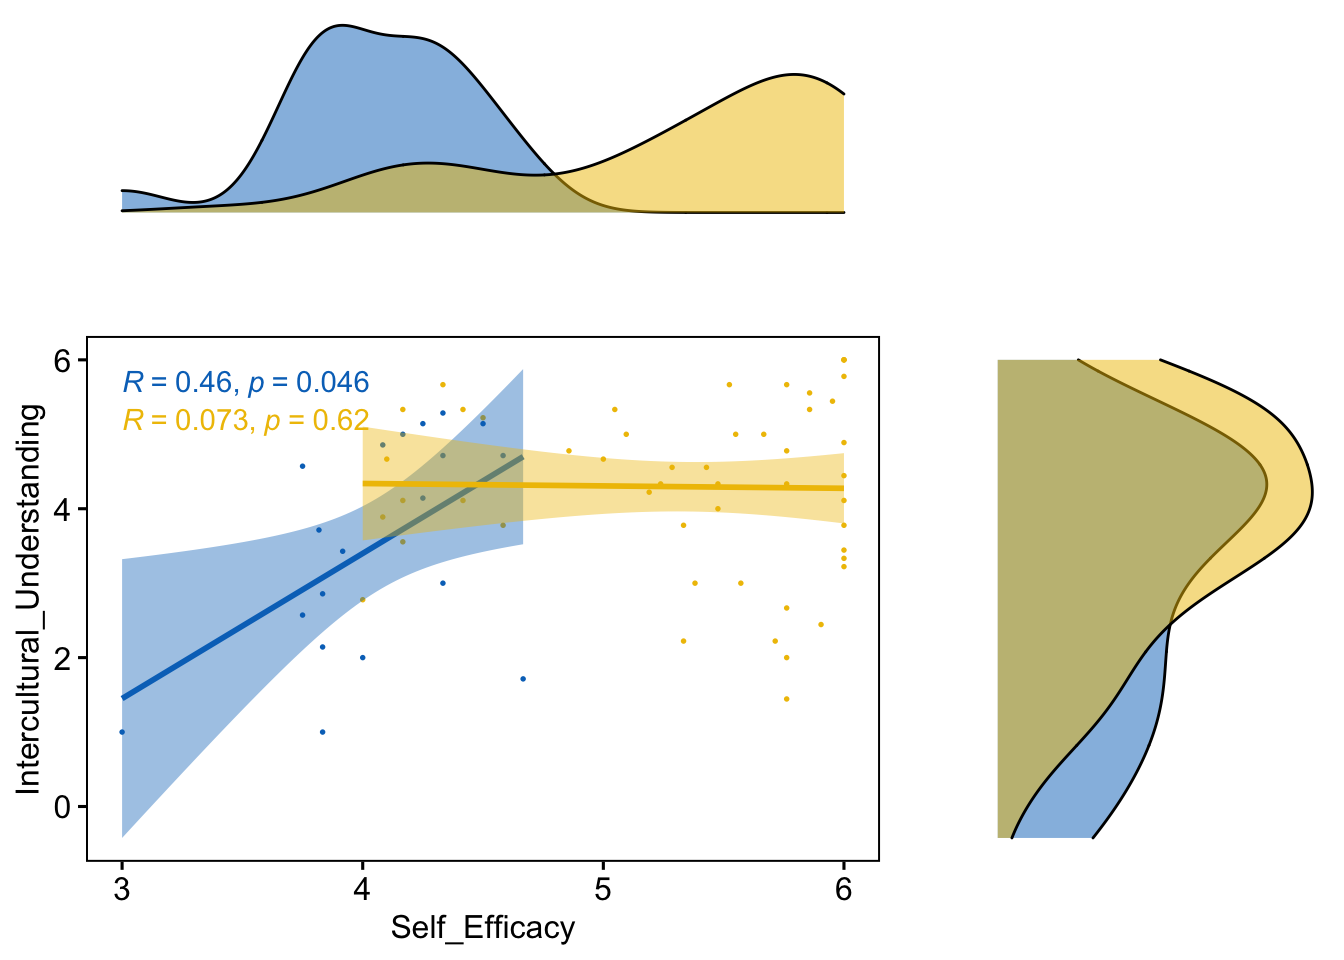 R = 0.46, p = 0.046
R = 0.073, p = 0.62
Intercultural_Understanding
6
4
2
0
3 4 5 6
Self_Efficacy